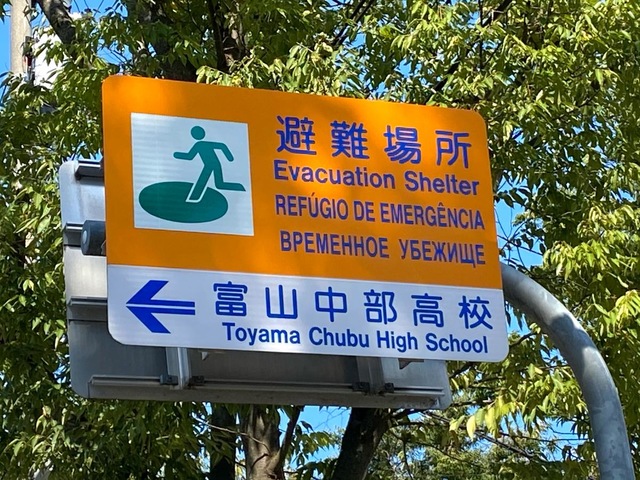 避難場所
Evacuation Shelter
REFÚGIO DE EMERGÊNCIA
ВРЕМЕННОЕ УБЕЖИЩЕ
富山中部高校
Toyama Chubu High School